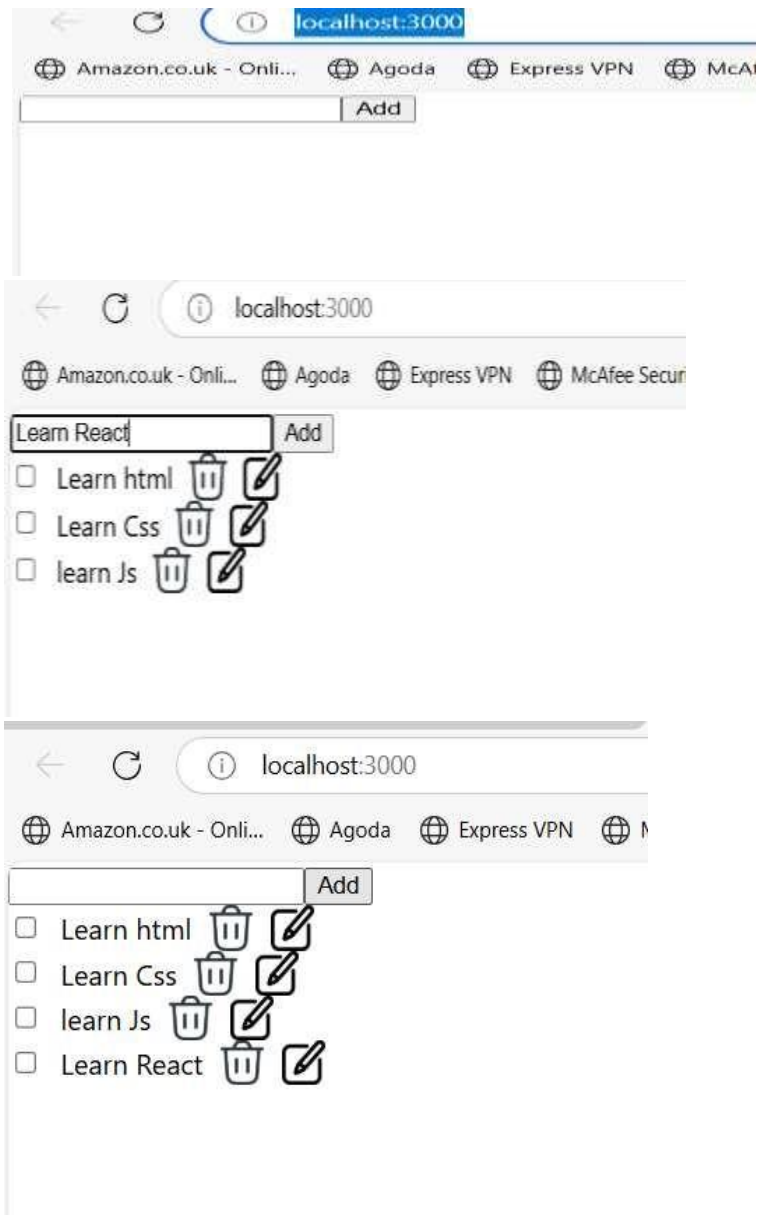 localhost:3000
Amazon.co.uk - Onli... Agoda Express VPN McAf
Add
localhost:3000
Amazon.co.uk - Onli... Agoda Express VPN McAfee Securi
Learn React Add
Learn html
Learn Css
learn Js
localhost:3000
Amazon.co.uk - Onli... Agoda Express VPN
Add
Learn html
Learn Css
learn Js
Learn React